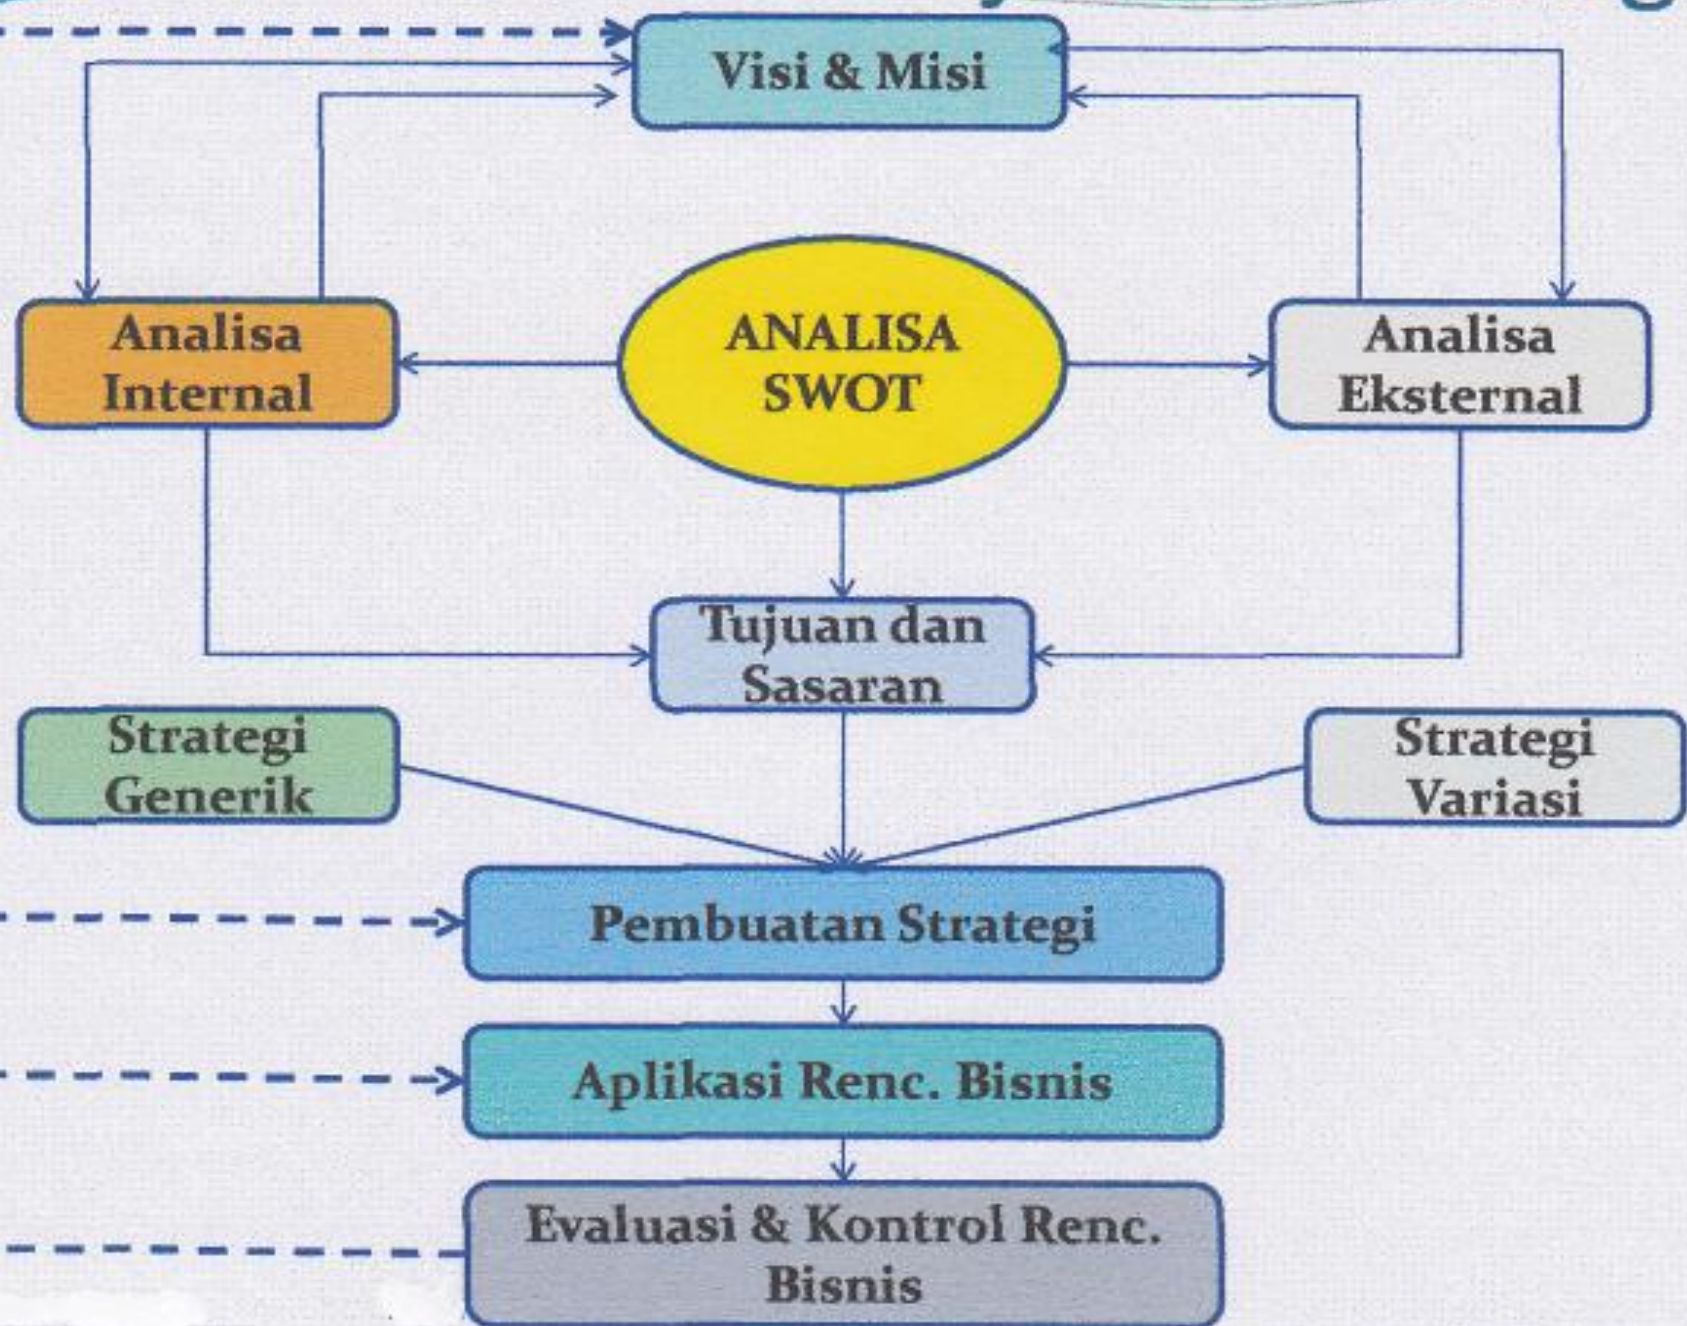 Visi & Misi
Analisa
Internal
ANALISA
SWOT
Analisa
Eksternal
Tujuan dan
Sasaran
Strategi
Generik
Strategi
Variasi
Pembuatan Strategi
Aplikasi Renc. Bisnis
Evaluasi & Kontrol Renc.
Bisnis